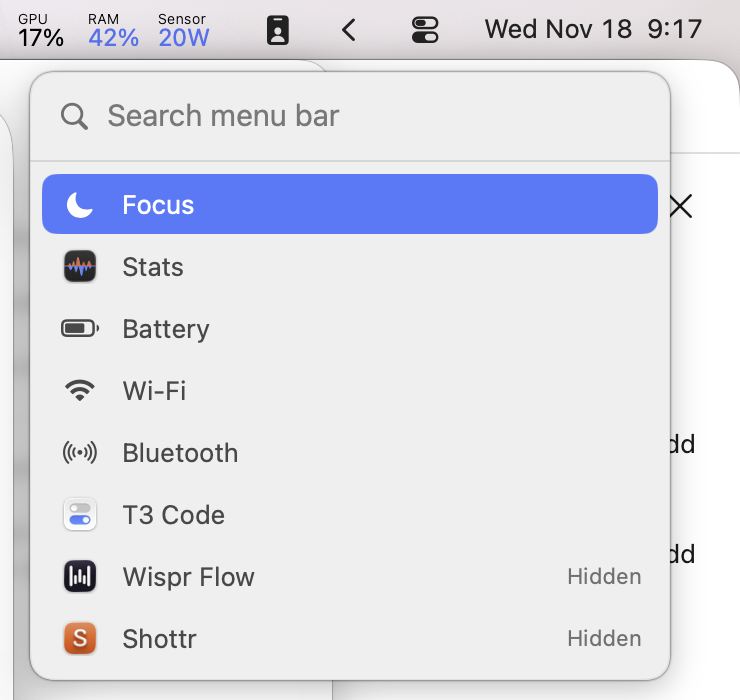 GPU RAM Sensor
17% 42% 20W Wed Nov 18 9:17
Search menu bar
Focus
Stats
Battery
Wi-Fi
dd
Bluetooth
T3 Code
dd
Wispr Flow Hidden
S Shottr Hidden